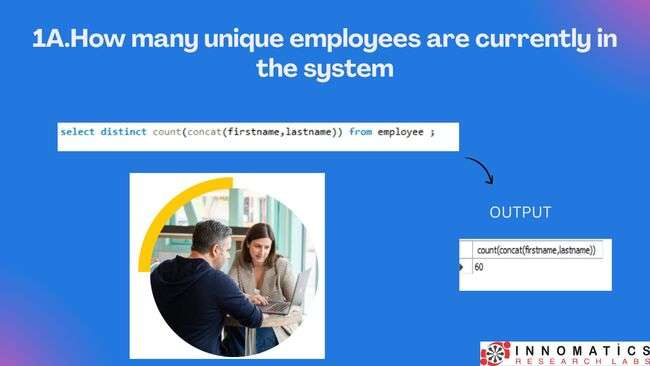 1A.How many unique employees are currently in
the system
select distinct count(concat(firstname,lastname)) from employee ;
OUTPUT
count(concat(firstname,lastname))
60
INNOMATICS
RESEARCH LABS